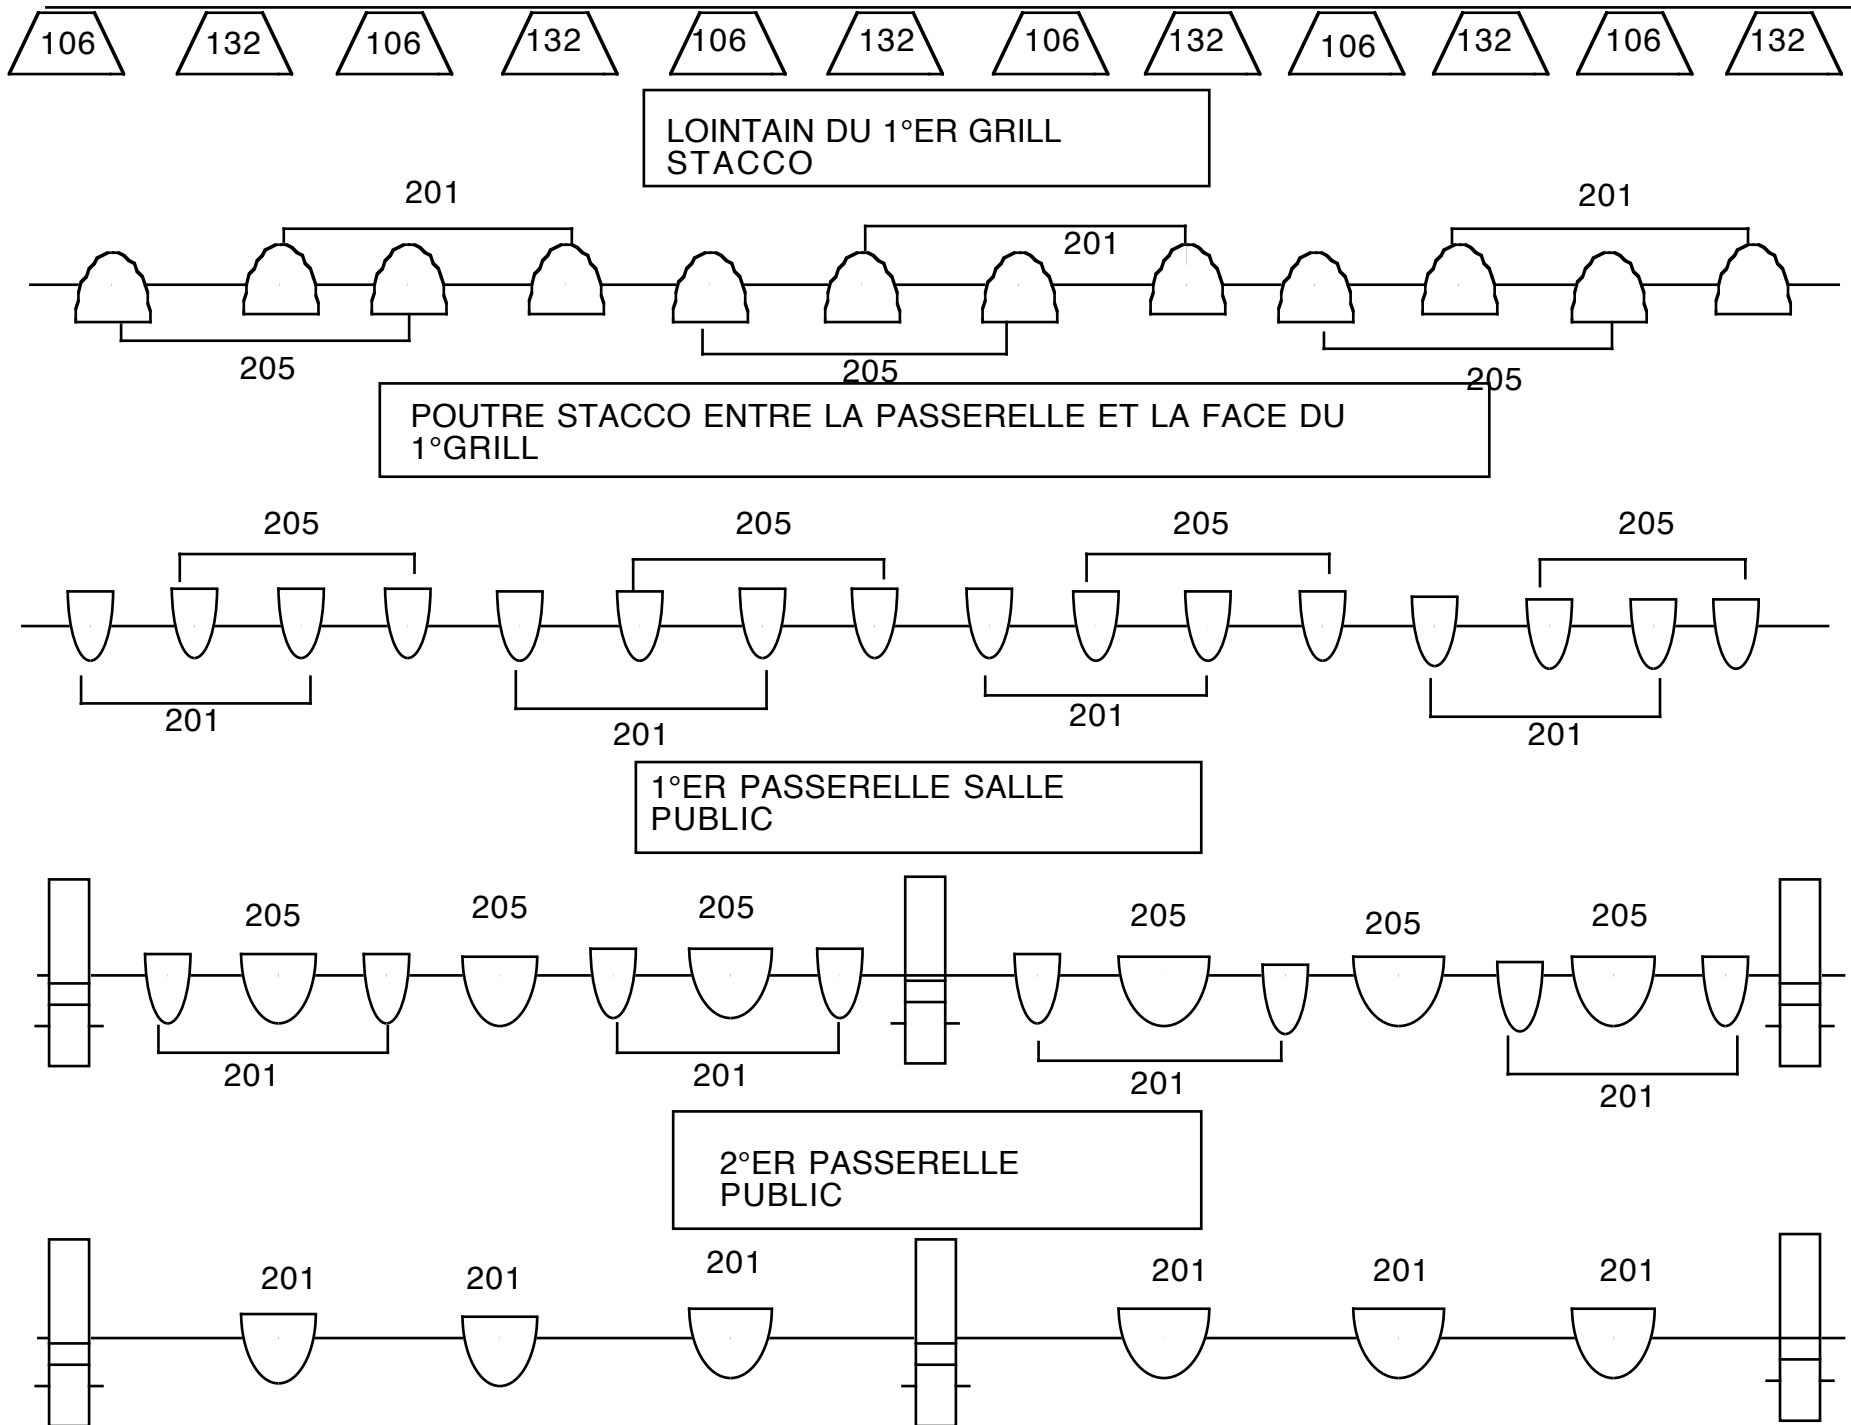 106 132 106 132 106 132 106 132 106 132 106 132
LOINTAIN DU 1°ER GRILL
STACCO
201 201 201
205 205 205
POUTRE STACCO ENTRE LA PASSERELLE ET LA FACE DU
1°GRILL
205 205 205 205
201 201 201 201
1°ER PASSERELLE SALLE
PUBLIC
205 205 205 205 205 205
201 201 201 201
2°ER PASSERELLE
PUBLIC
201 201 201 201 201 201